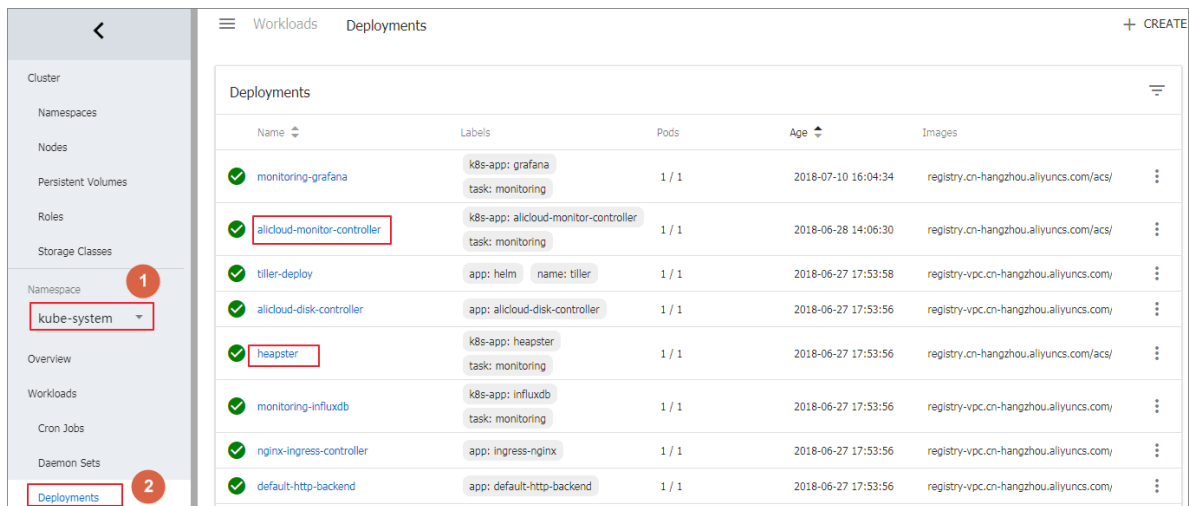 Workloads Deployments + CREATE
Cluster
Namespaces
Nodes
Persistent Volumes
Roles
Storage Classes
1
Namespace
kube-system
Overview
Workloads
Cron Jobs
Daemon Sets
Deployments
2
Deployments
Name Labels Pods Age Images
monitoring-grafana k8s-app: grafana task: monitoring 1 / 1 2018-07-10 16:04:34 registry.cn-hangzhou.aliyuncs.com/acs/
alicloud-monitor-controller k8s-app: alicloud-monitor-controller task: monitoring 1 / 1 2018-06-28 14:06:30 registry.cn-hangzhou.aliyuncs.com/acs/
tiller-deploy app: helm name: tiller 1 / 1 2018-06-27 17:53:58 registry-vpc.cn-hangzhou.aliyuncs.com/
alicloud-disk-controller app: alicloud-disk-controller 1 / 1 2018-06-27 17:53:56 registry-vpc.cn-hangzhou.aliyuncs.com/
heapster k8s-app: heapster task: monitoring 1 / 1 2018-06-27 17:53:56 registry.cn-hangzhou.aliyuncs.com/acs/
monitoring-influxdb k8s-app: influxdb task: monitoring 1 / 1 2018-06-27 17:53:56 registry-vpc.cn-hangzhou.aliyuncs.com/
nginx-ingress-controller app: ingress-nginx 1 / 1 2018-06-27 17:53:56 registry-vpc.cn-hangzhou.aliyuncs.com/
default-http-backend app: default-http-backend 1 / 1 2018-06-27 17:53:56 registry-vpc.cn-hangzhou.aliyuncs.com/